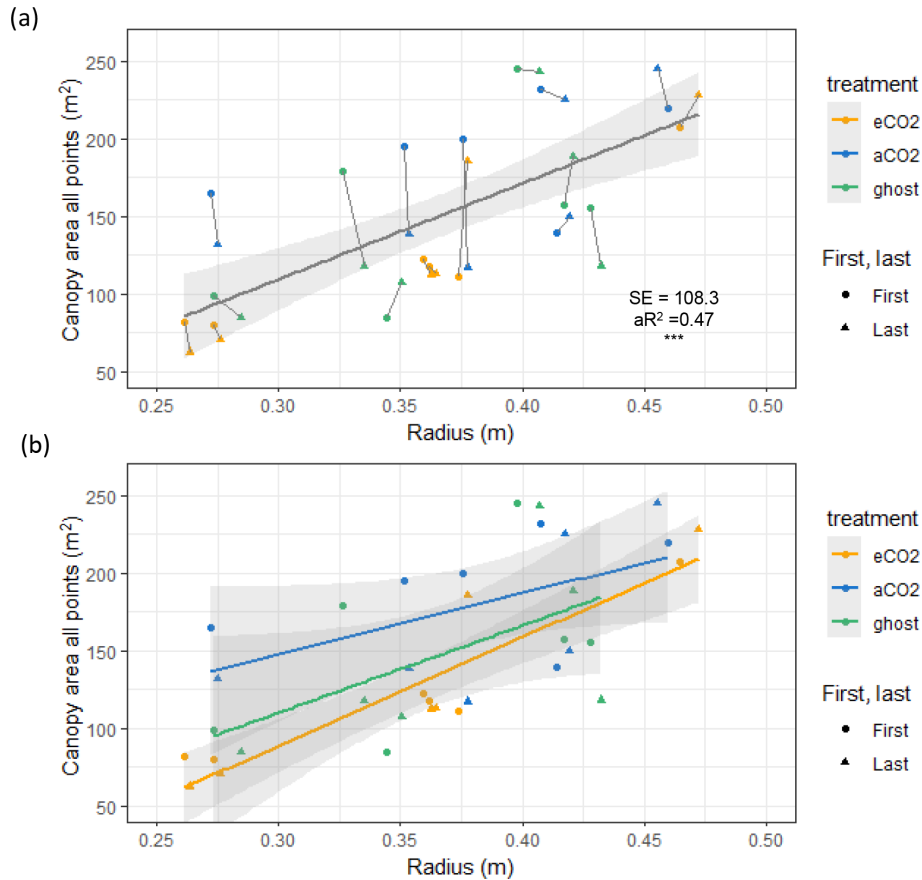 (a)
Canopy area all points (m²)
250
200
150
100
50
SE = 108.3
aR² =0.47
***
0.25 0.30 0.35 0.40 0.45 0.50
Radius (m)
treatment
eCO2
aCO2
ghost
First, last
First
Last
(b)
Canopy area all points (m²)
250
200
150
100
50
0.25 0.30 0.35 0.40 0.45 0.50
Radius (m)
treatment
eCO2
aCO2
ghost
First, last
First
Last